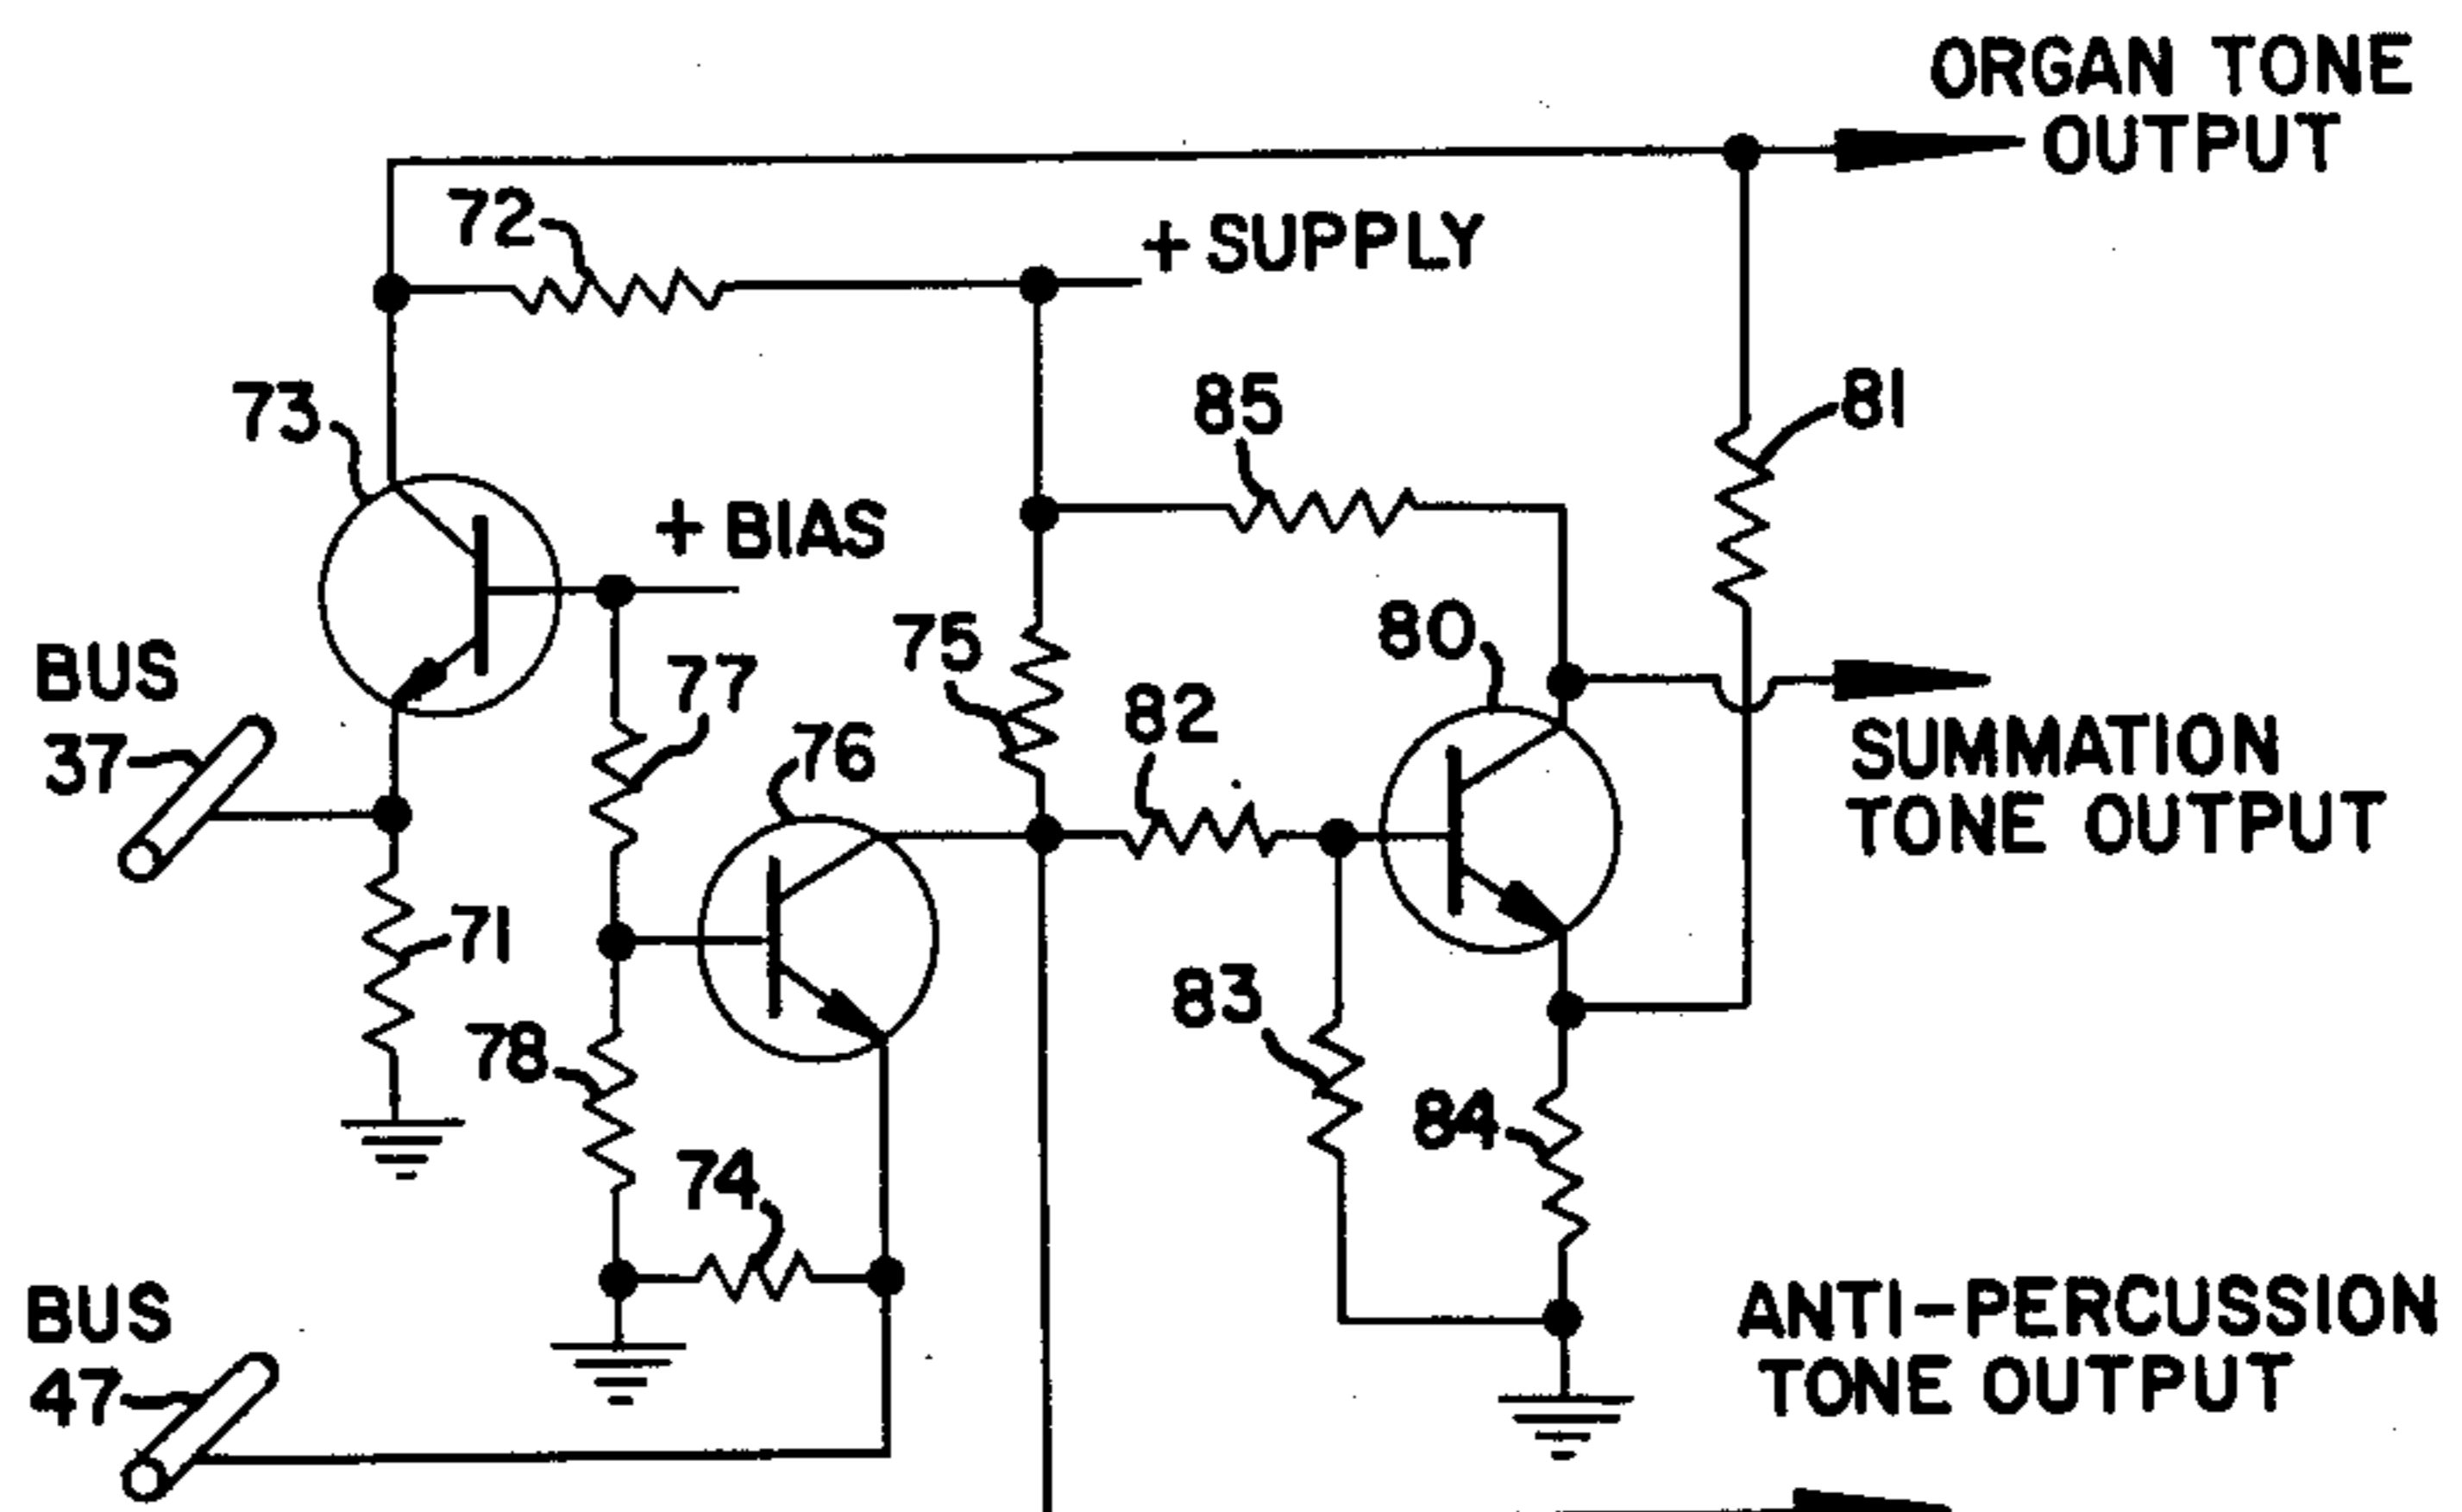 ORGAN TONE
OUTPUT
72
+ SUPPLY
73
85
81
+ BIAS
BUS
37
77
75
80
82
76
SUMMATION
TONE OUTPUT
71
83
78
84
74
BUS
47
ANTI-PERCUSSION
TONE OUTPUT